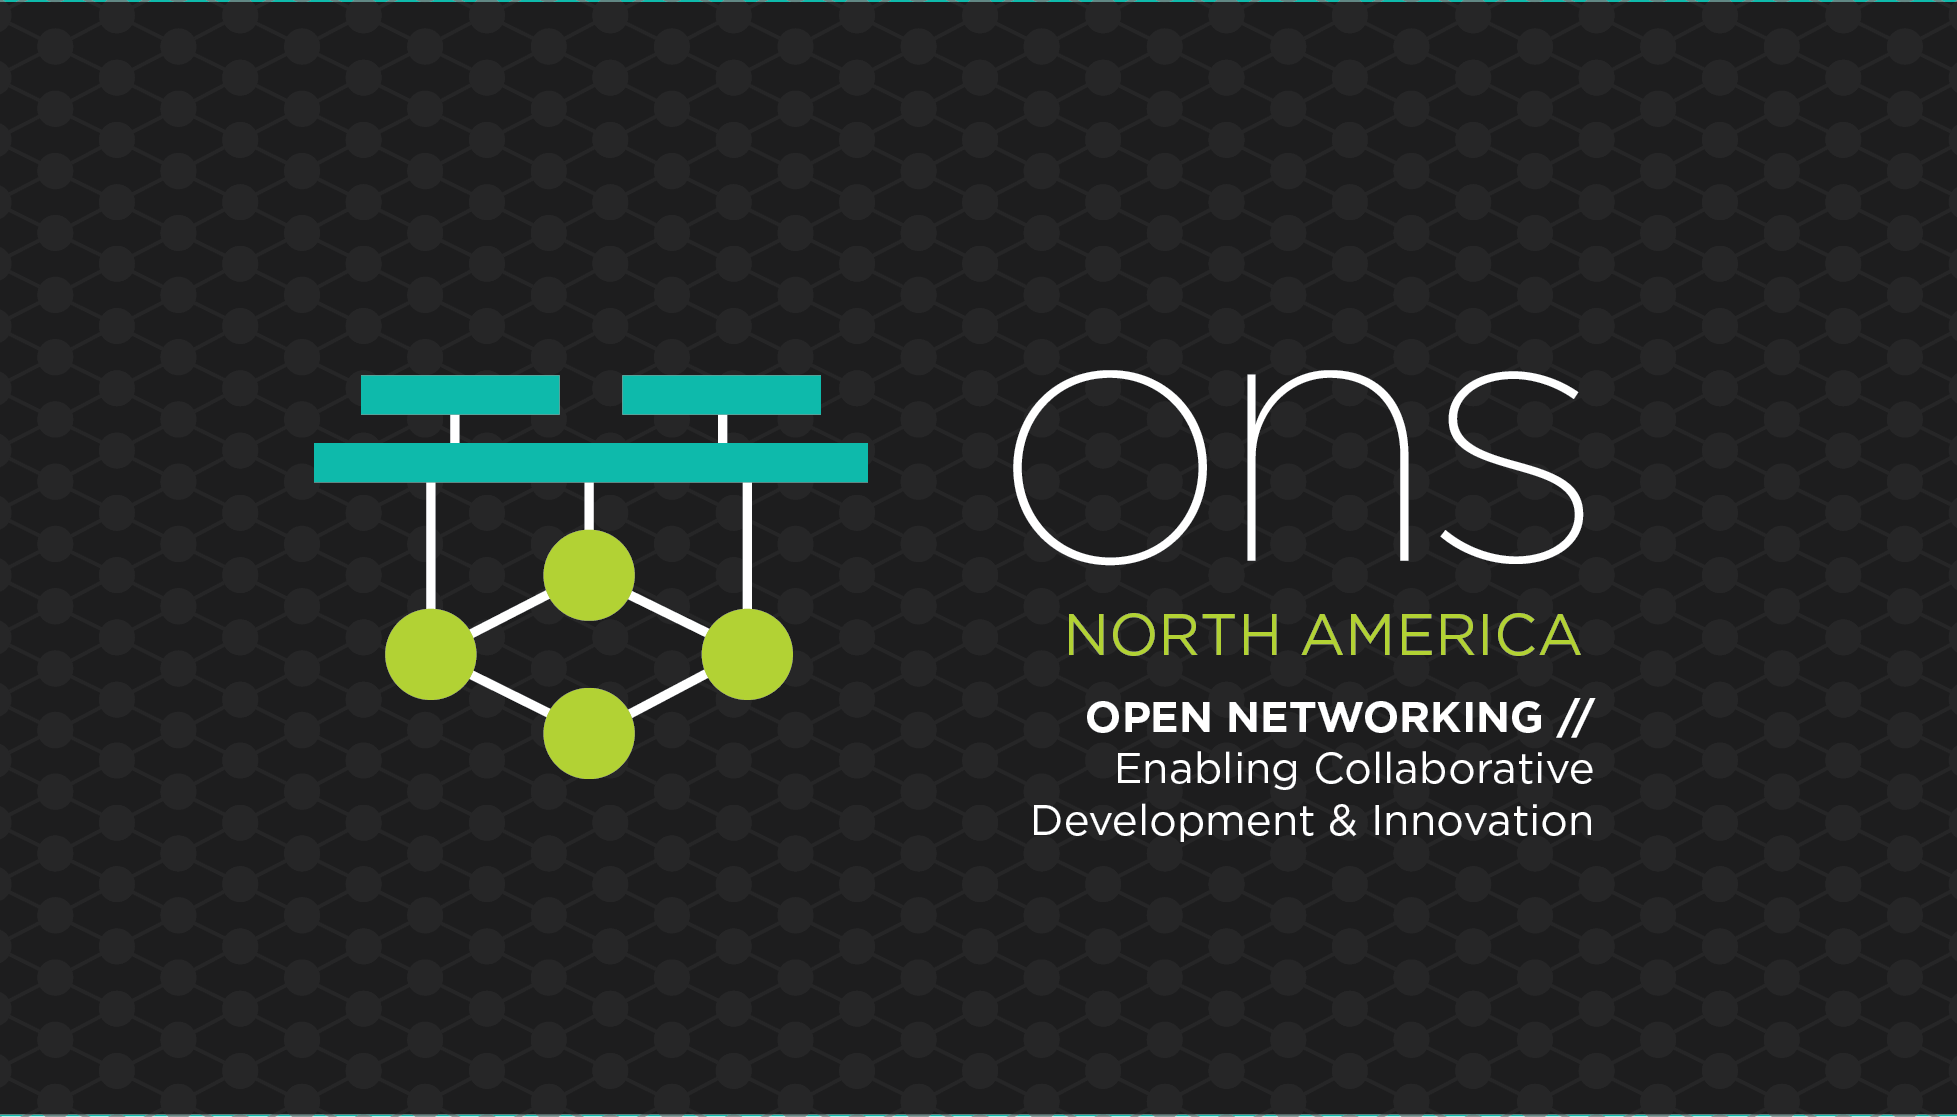 ons
NORTH AMERICA
OPEN NETWORKING //
Enabling Collaborative
Development & Innovation